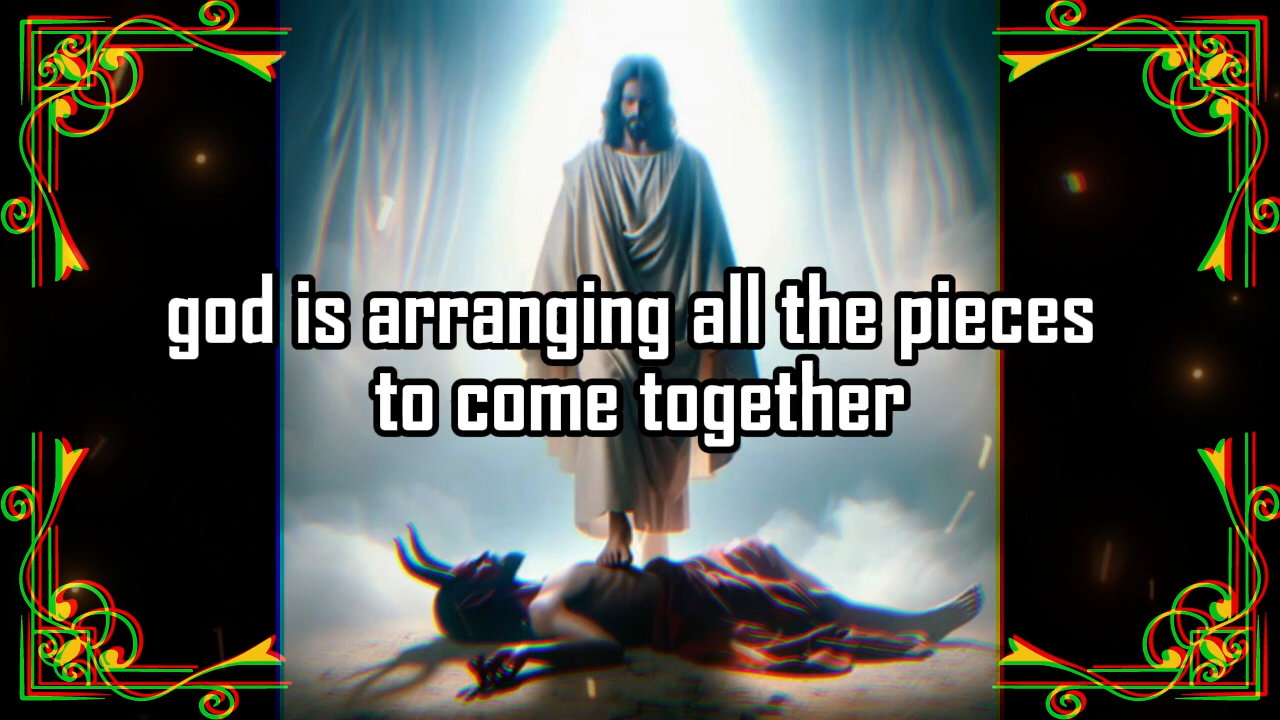 god is arranging all the pieces
to come together